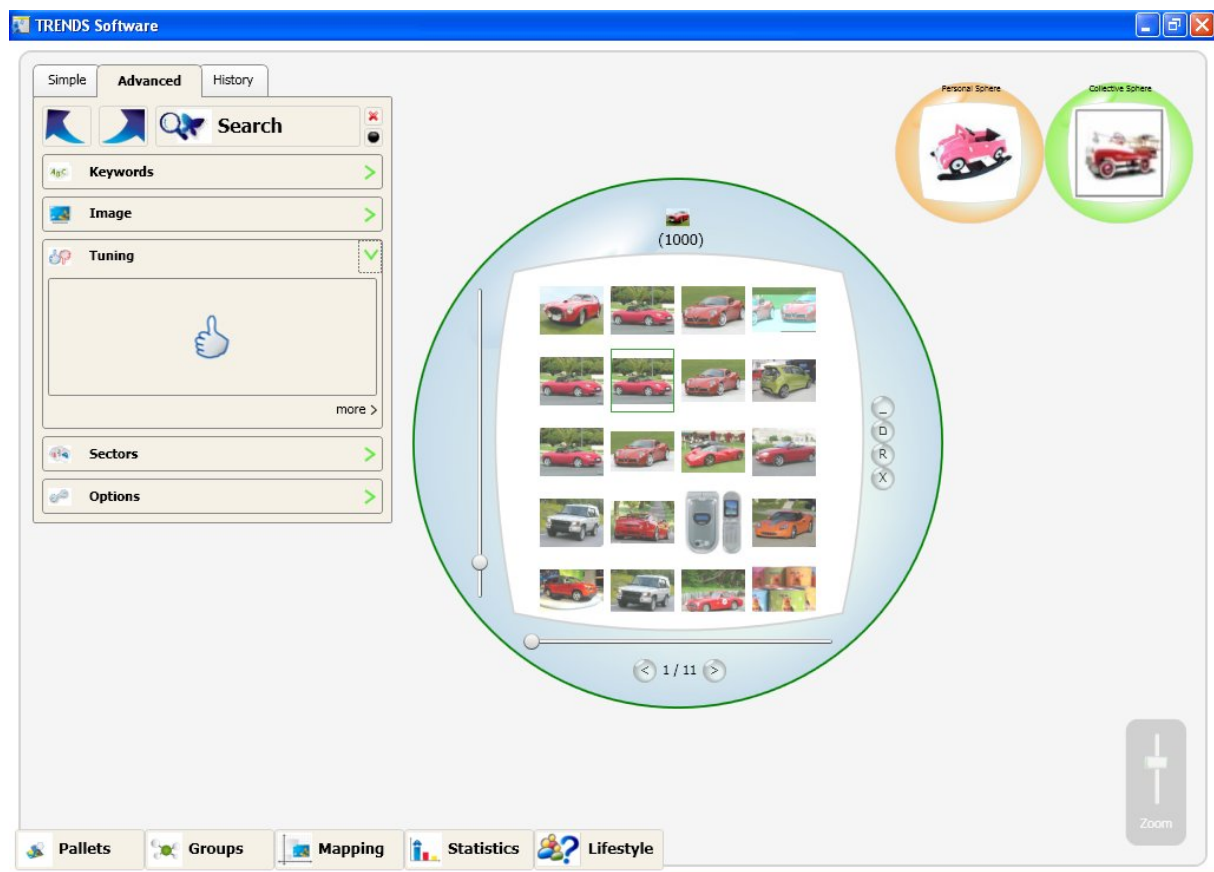 TRENDS Software
Simple
Advanced
History
Search
ABC
Keywords
Image
Tuning
more >
Sectors
Options
Personal Sphere
Collective Sphere
(1000)
_
D
R
X
< 1 / 11 >
Zoom
Pallets
Groups
Mapping
Statistics
Lifestyle